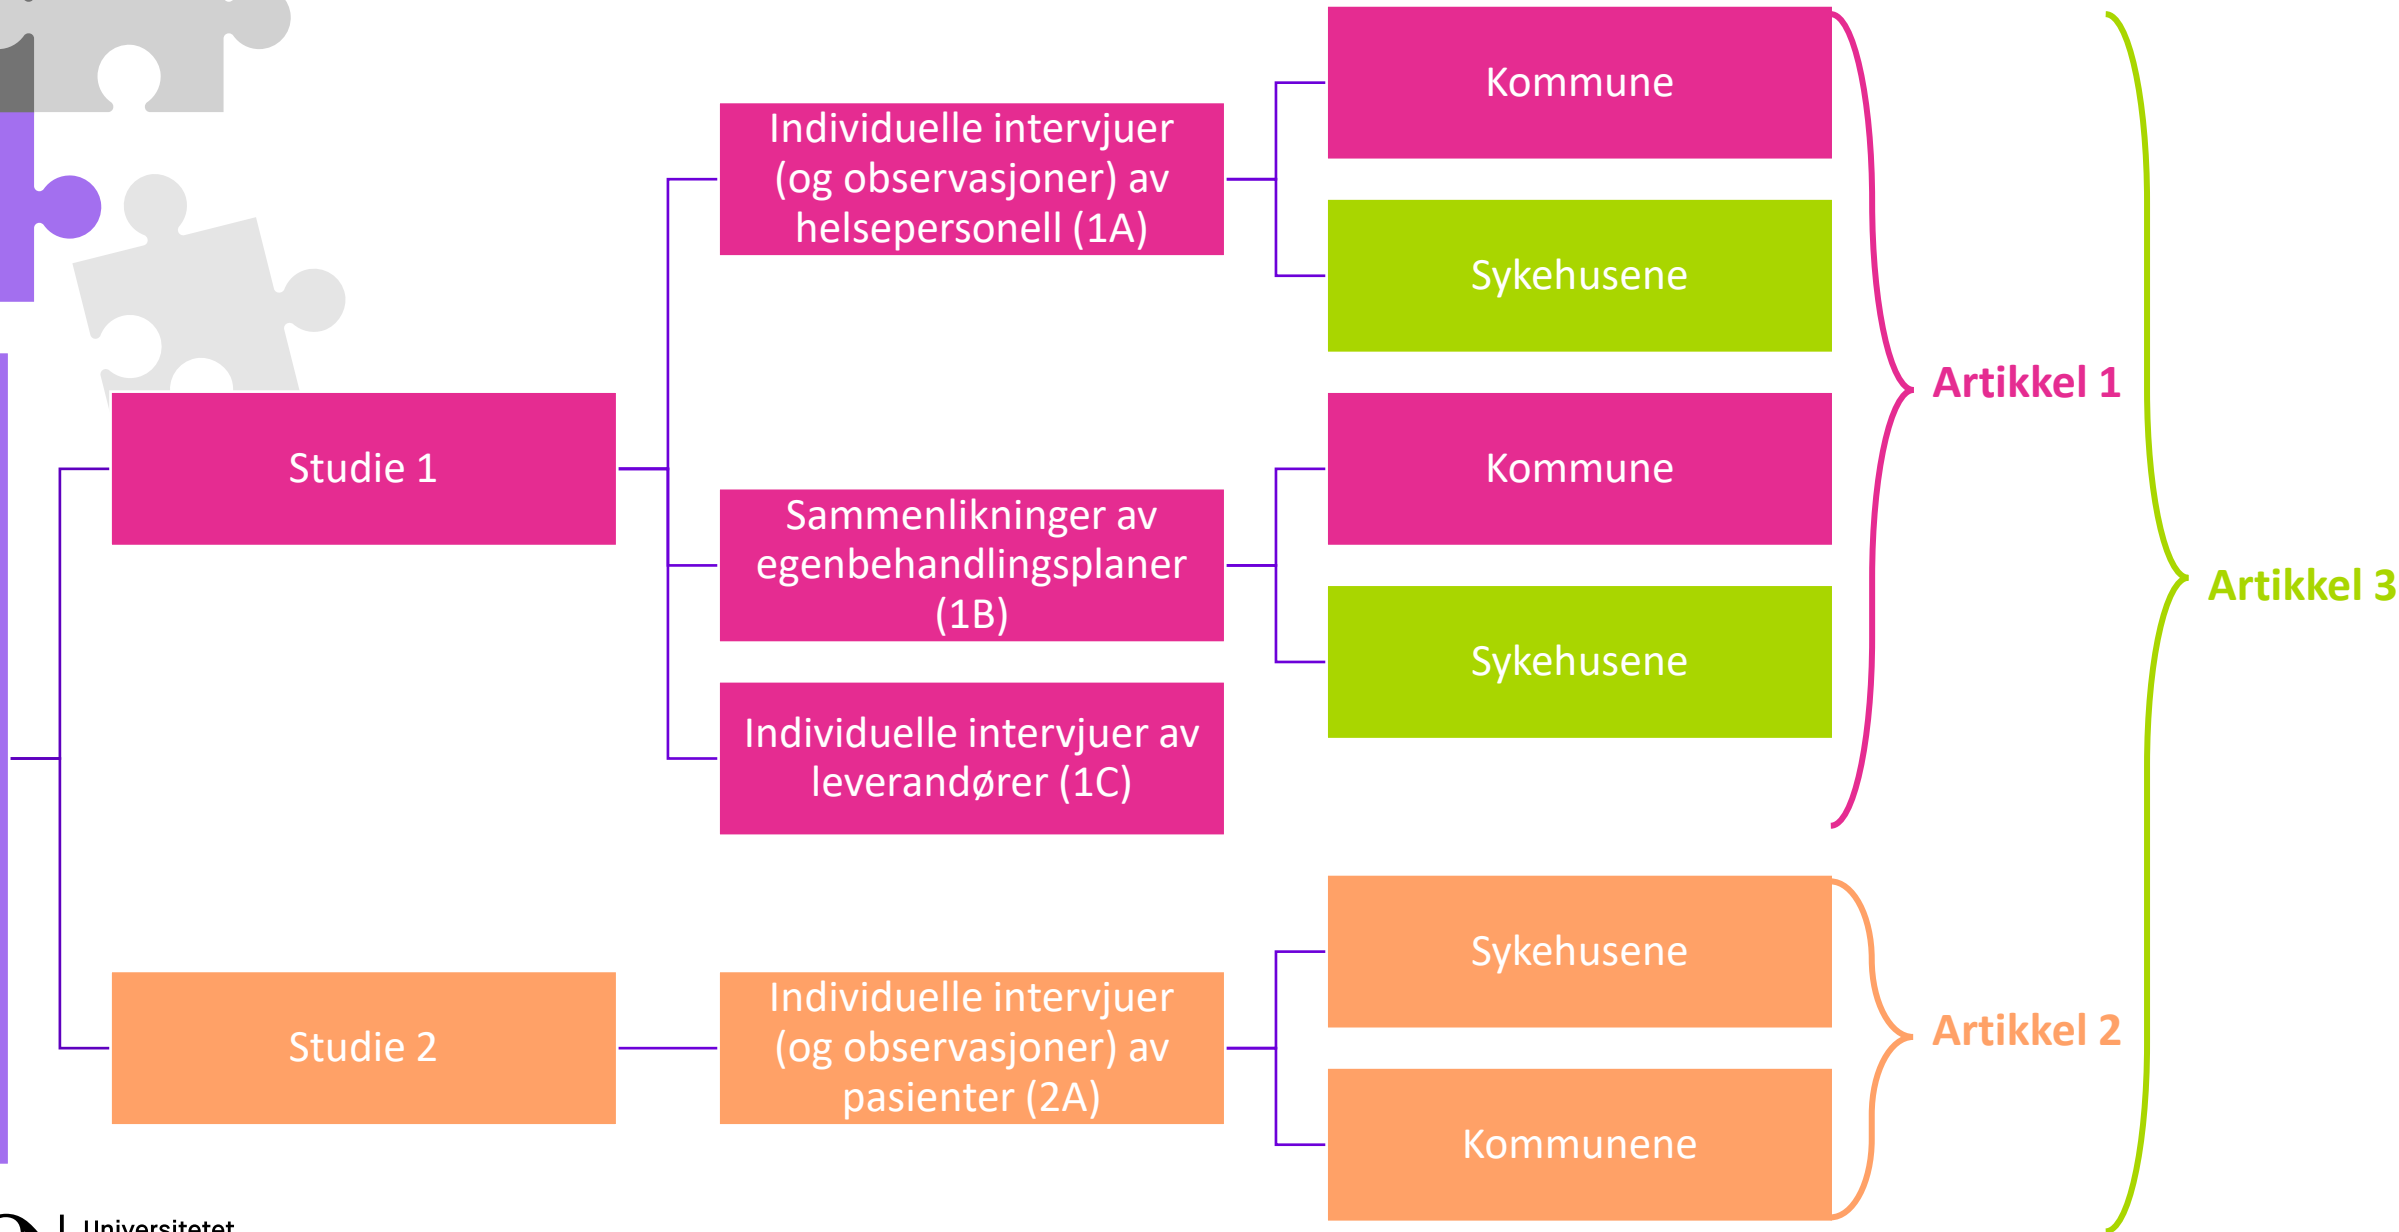 Kommune
Individuelle intervjuer
(og observasjoner) av
helsepersonell (1A)
Sykehusene
Artikkel 1
Studie 1
Kommune
Sammenlikninger av
egenbehandlingsplaner
(1B)
Artikkel 3
Sykehusene
Individuelle intervjuer av
leverandører (1C)
Sykehusene
Studie 2
Individuelle intervjuer
(og observasjoner) av
pasienter (2A)
Artikkel 2
Kommunene
Universitetet